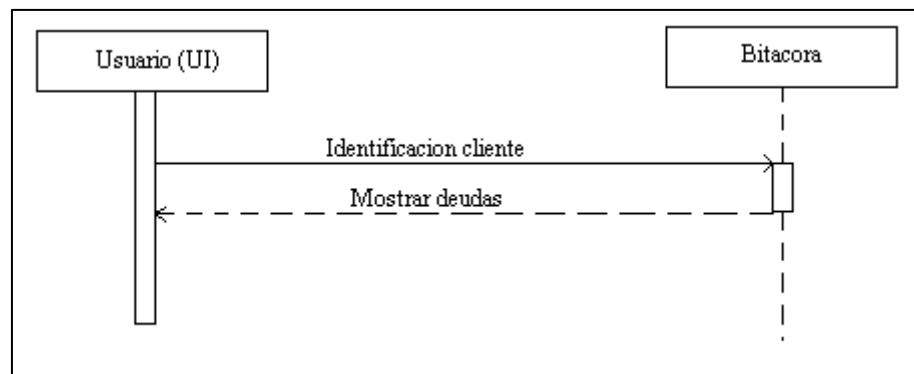 Usuario (UI)
Bitacora
Identificacion cliente
Mostrar deudas